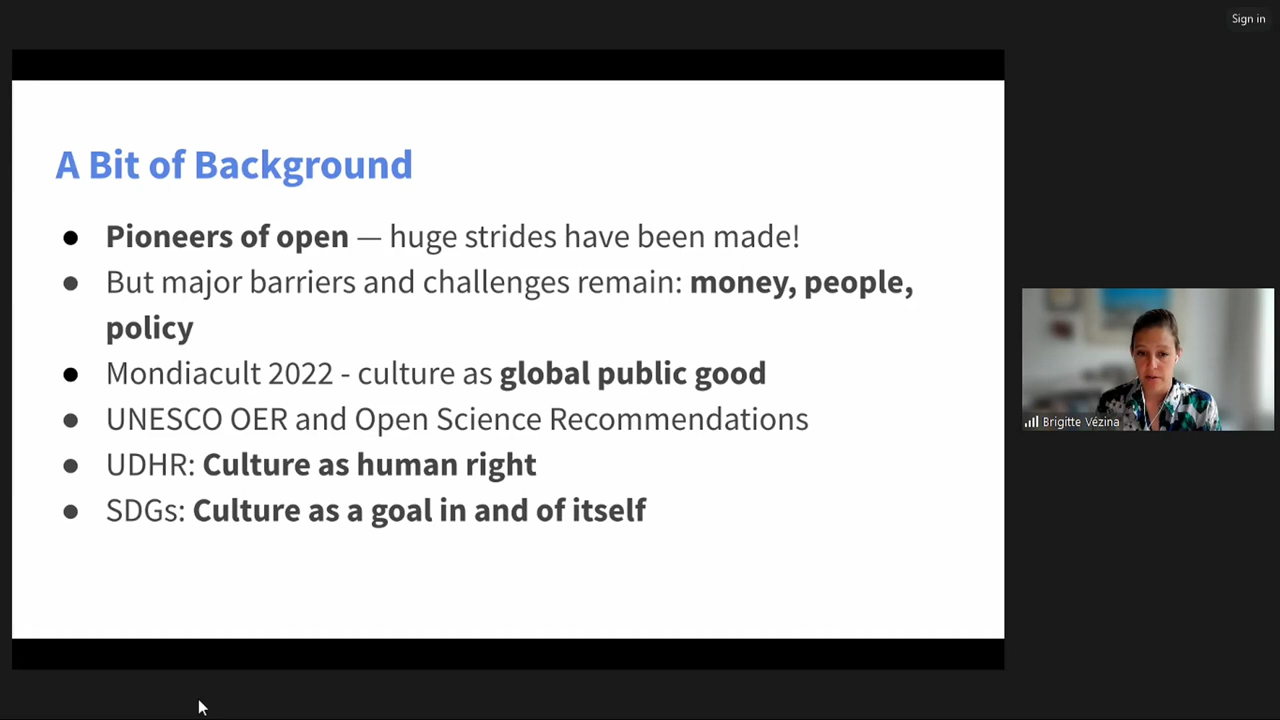 Sign in
A Bit of Background
● Pioneers of open — huge strides have been made!
● But major barriers and challenges remain: money, people,
policy
● Mondiacult 2022 - culture as global public good
● UNESCO OER and Open Science Recommendations
● UDHR: Culture as human right
● SDGs: Culture as a goal in and of itself
Brigitte Vézina